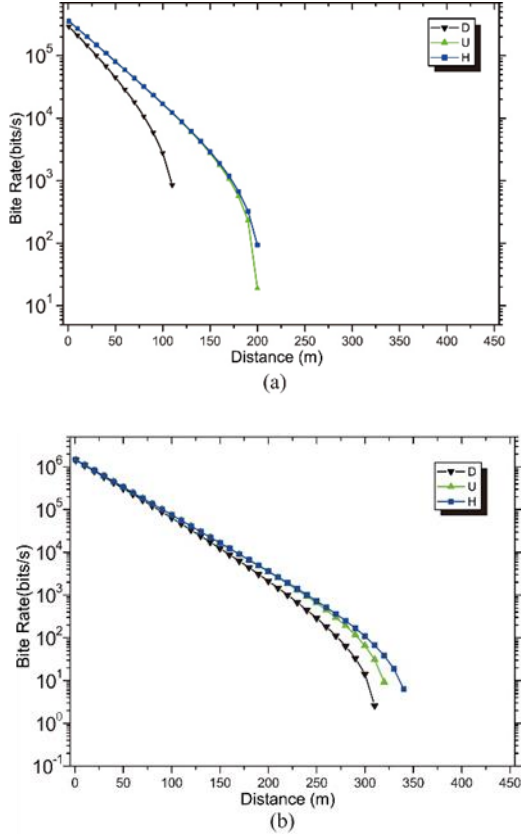 D
U
H
Bite Rate(bits/s)
10^5
10^4
10^3
10^2
10^1
0 50 100 150 200 250 300 350 400 450
Distance (m)
(a)
D
U
H
Bite Rate(bits/s)
10^6
10^5
10^4
10^3
10^2
10^1
10^0
10^-1
0 50 100 150 200 250 300 350 400 450
Distance (m)
(b)